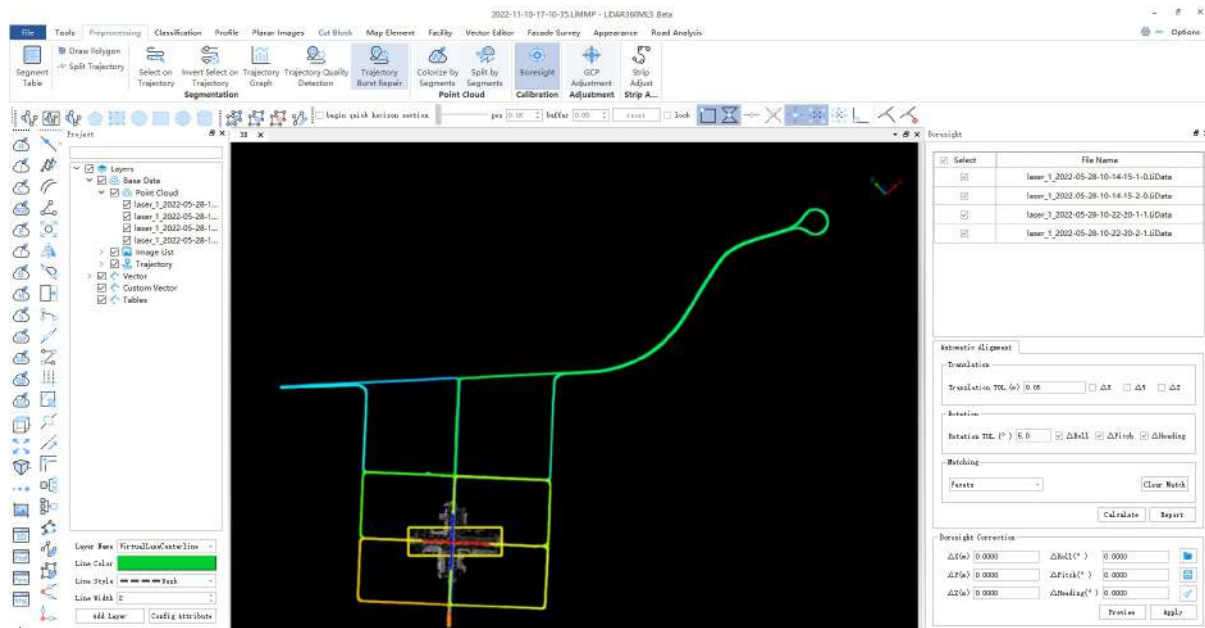 2022-11-10-17-10-35.LiMMP - LiDAR360MLS Beta
File Tools Preprocessing Classification Profile Planar Images Cut Block Map Element Facility Vector Editor Facade Survey Appearance Road Analysis Options
Segment Table
Draw Polygon
Split Trajectory
Select on Trajectory
Invert Select on Trajectory
Trajectory Graph
Trajectory Quality Detection
Trajectory Burst Repair
Colorize by Segments
Split by Segments
Boresight
GCP Adjustment
Strip Adjust
Segmentation Point Cloud Calibration Adjustment Strip A...
begin quick horizon section pos 0.00 buffer 0.00 reset lock
Project
3D
Boresight
Layers
Base Data
Point Cloud
laser_1_2022-05-28-1...
laser_1_2022-05-28-1...
laser_1_2022-05-28-1...
laser_1_2022-05-28-1...
Image List
Trajectory
Vector
Custom Vector
Tables
Layer Name VirtualLaneCenterline
Line Color
Line Style Dash
Line Width 2
Add Layer Config Attribute
Select File Name
laser_1_2022-05-28-10-14-15-1-0.LiData
laser_1_2022-05-28-10-14-15-2-0.LiData
laser_1_2022-05-28-10-22-20-1-1.LiData
laser_1_2022-05-28-10-22-20-2-1.LiData
Automatic Alignment
Translation
Translation TOL.(m) 0.05 ΔX ΔY ΔZ
Rotation
Rotation TOL.(°) 5.0 ΔRoll ΔPitch ΔHeading
Matching
Clear Match
Calculate Report
Boresight Correction
ΔX(m) 0.0000 ΔRoll(°) 0.0000
ΔY(m) 0.0000 ΔPitch(°) 0.0000
ΔZ(m) 0.0000 ΔHeading(°) 0.0000
Preview Apply